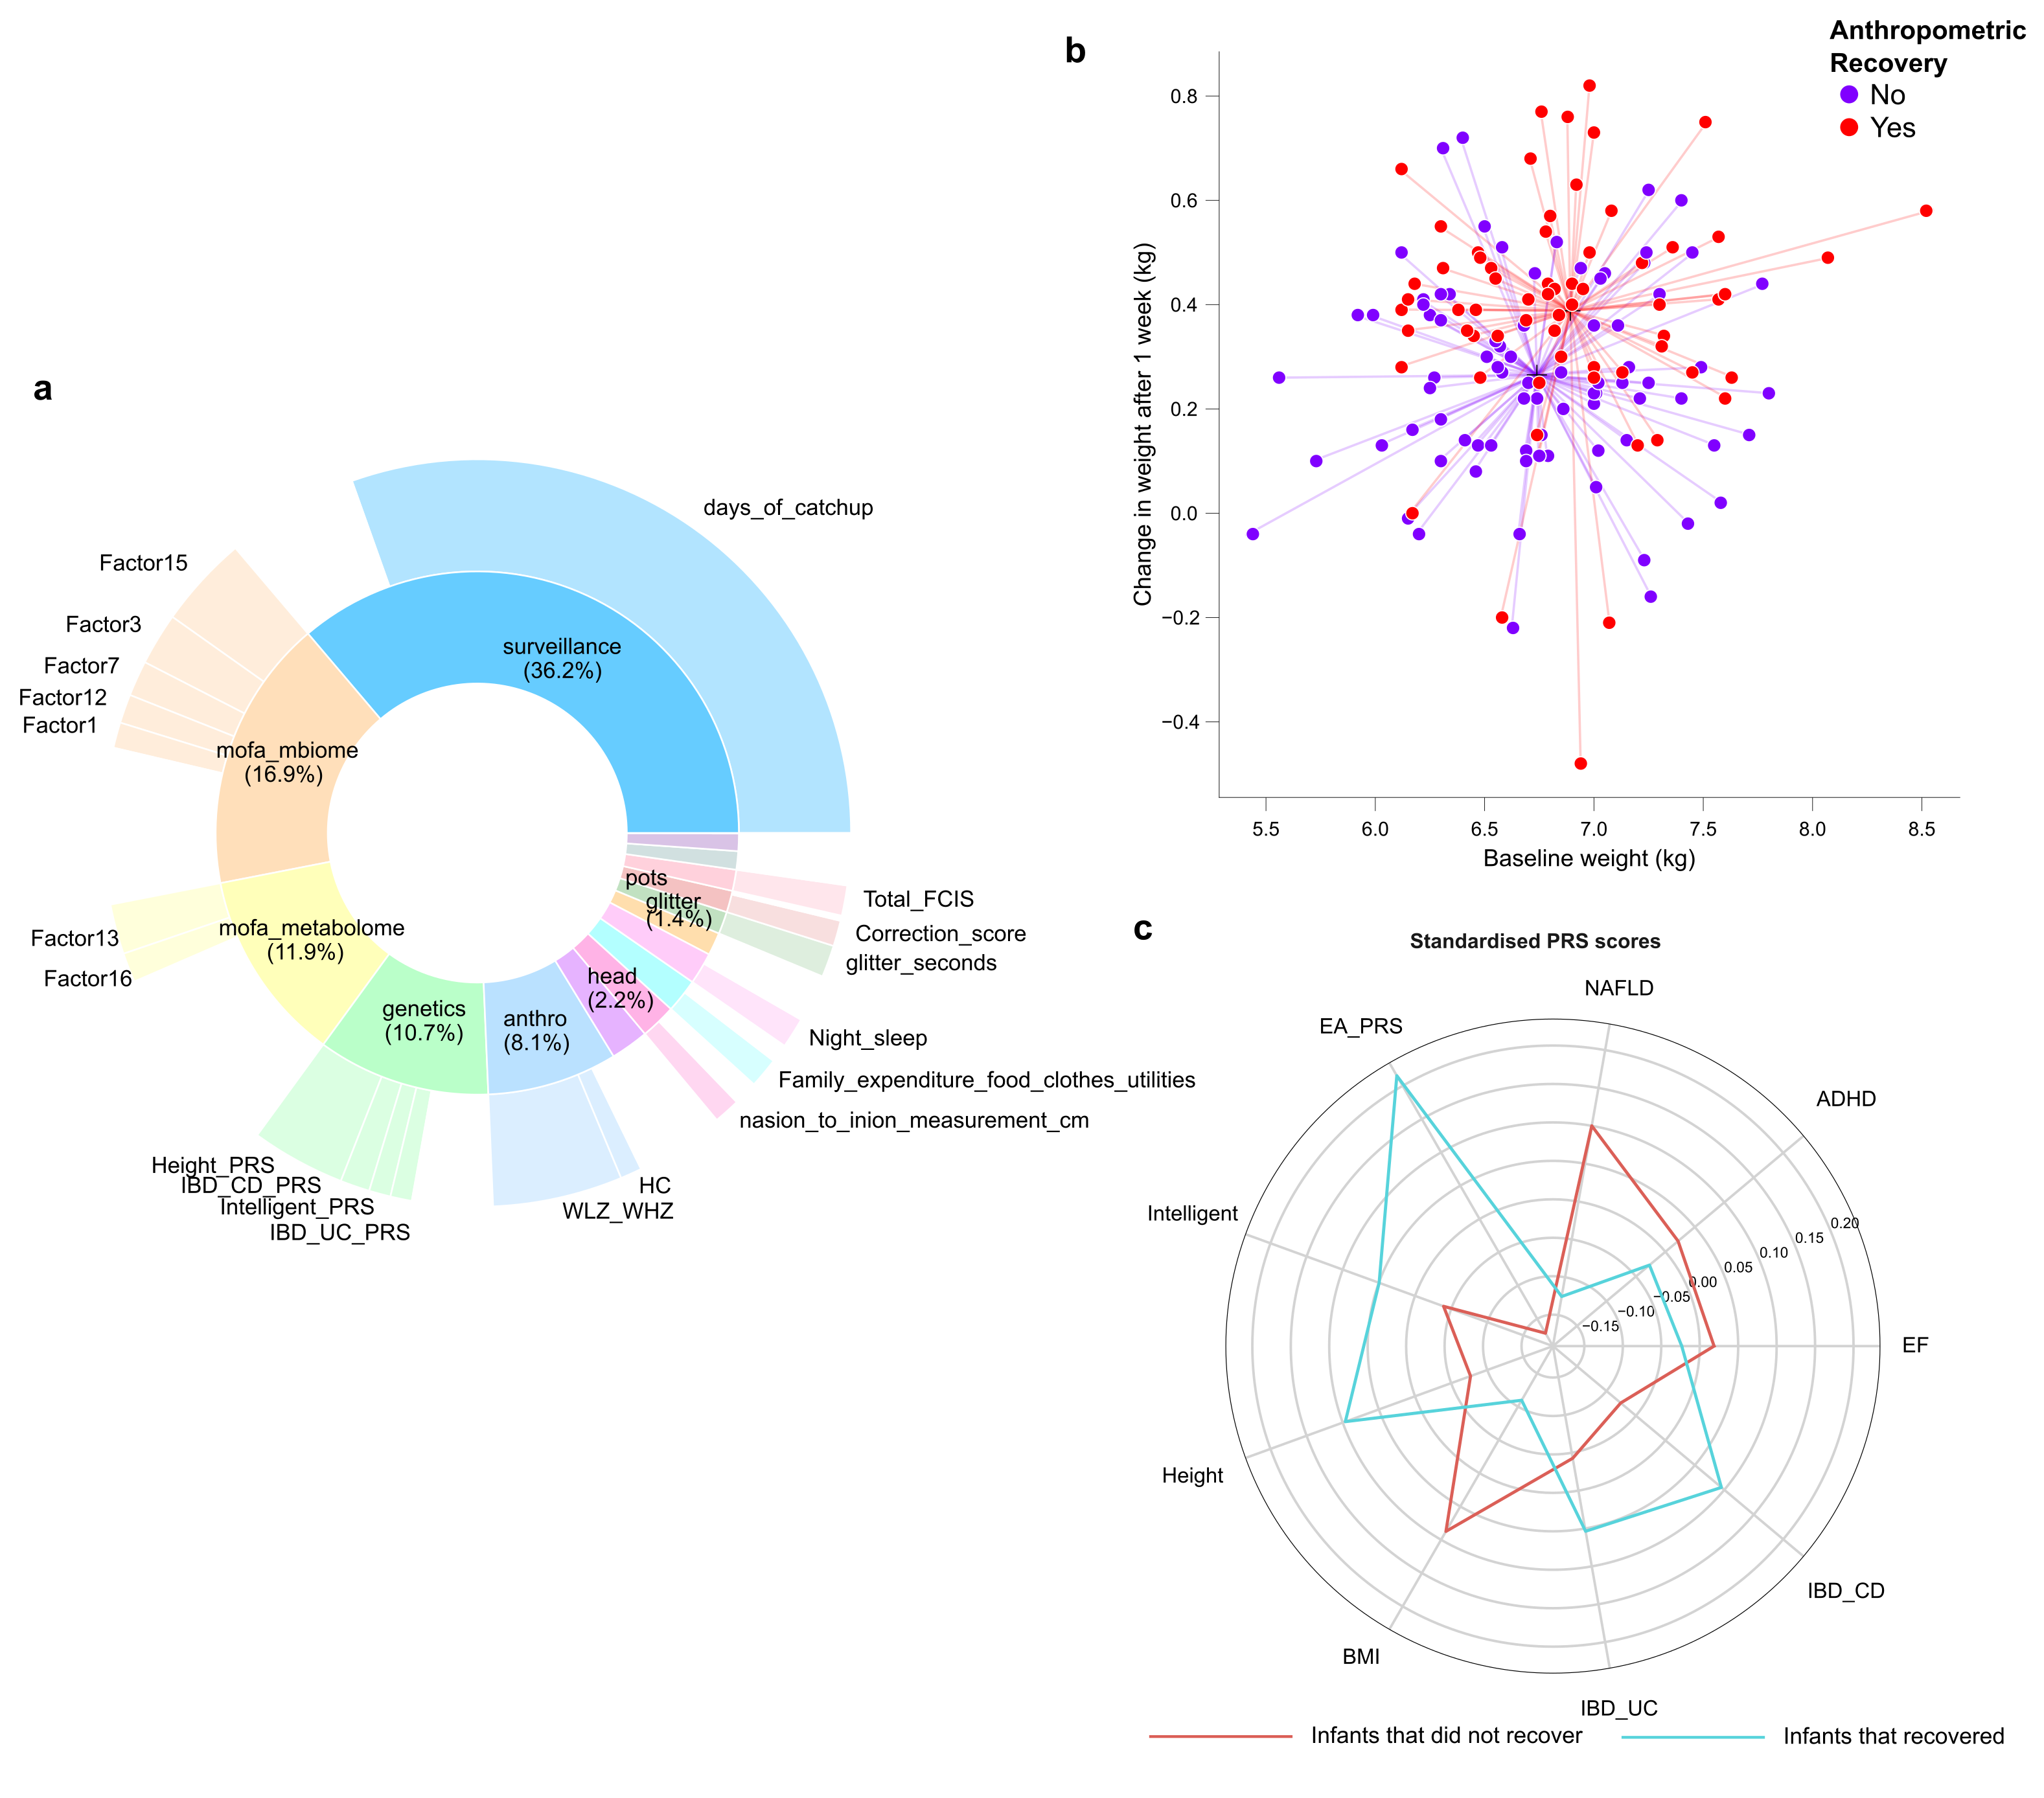 a
days_of_catchup
Factor15
Factor3
Factor7
Factor12
Factor1
surveillance
(36.2%)
mofa_mbiome
(16.9%)
mofa_metabolome
(11.9%)
Factor13
Factor16
genetics
(10.7%)
anthro
(8.1%)
head
(2.2%)
pots
glitter
(1.4%)
Total_FCIS
Correction_score
glitter_seconds
Night_sleep
Family_expenditure_food_clothes_utilities
nasion_to_inion_measurement_cm
Height_PRS
IBD_CD_PRS
Intelligent_PRS
IBD_UC_PRS
HC
WLZ_WHZ
b
Anthropometric
Recovery
No
Yes
Change in weight after 1 week (kg)
0.8
0.6
0.4
0.2
0.0
−0.2
−0.4
5.5 6.0 6.5 7.0 7.5 8.0 8.5
Baseline weight (kg)
c
Standardised PRS scores
NAFLD
EA_PRS
ADHD
Intelligent
EF
Height
IBD_CD
BMI
IBD_UC
0.20
0.15
0.10
0.05
0.00
−0.05
−0.10
−0.15
Infants that did not recover
Infants that recovered